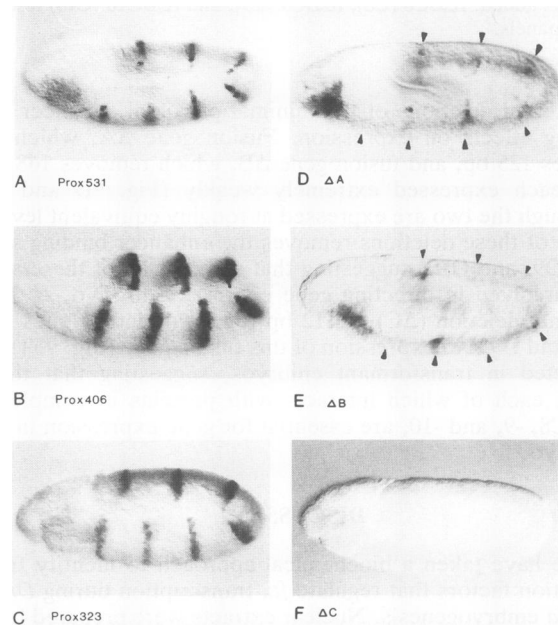 A Prox531
D ΔA
B Prox406
E ΔB
C Prox323
F ΔC